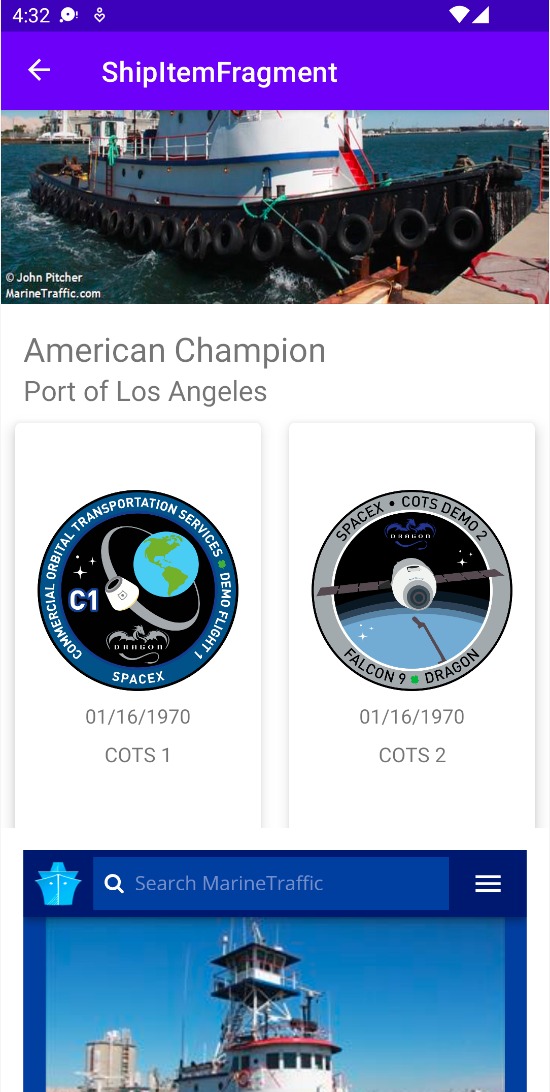 4:32
ShipItemFragment
© John Pitcher
MarineTraffic.com
American Champion
Port of Los Angeles
COMMERCIAL ORBITAL TRANSPORTATION SERVICES
DEMO FLIGHT 1
C1
DRAGON
SPACEX
01/16/1970
COTS 1
SPACEX • COTS DEMO 2
DRAGON
FALCON 9
DRAGON
01/16/1970
COTS 2
Search MarineTraffic